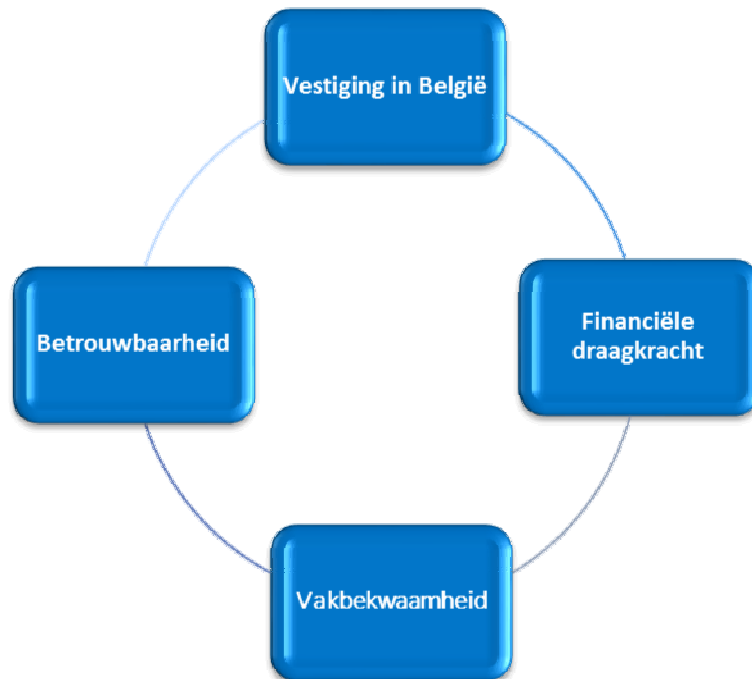 Vestiging in België
Financiële
draagkracht
Betrouwbaarheid
Vakbekwaamheid